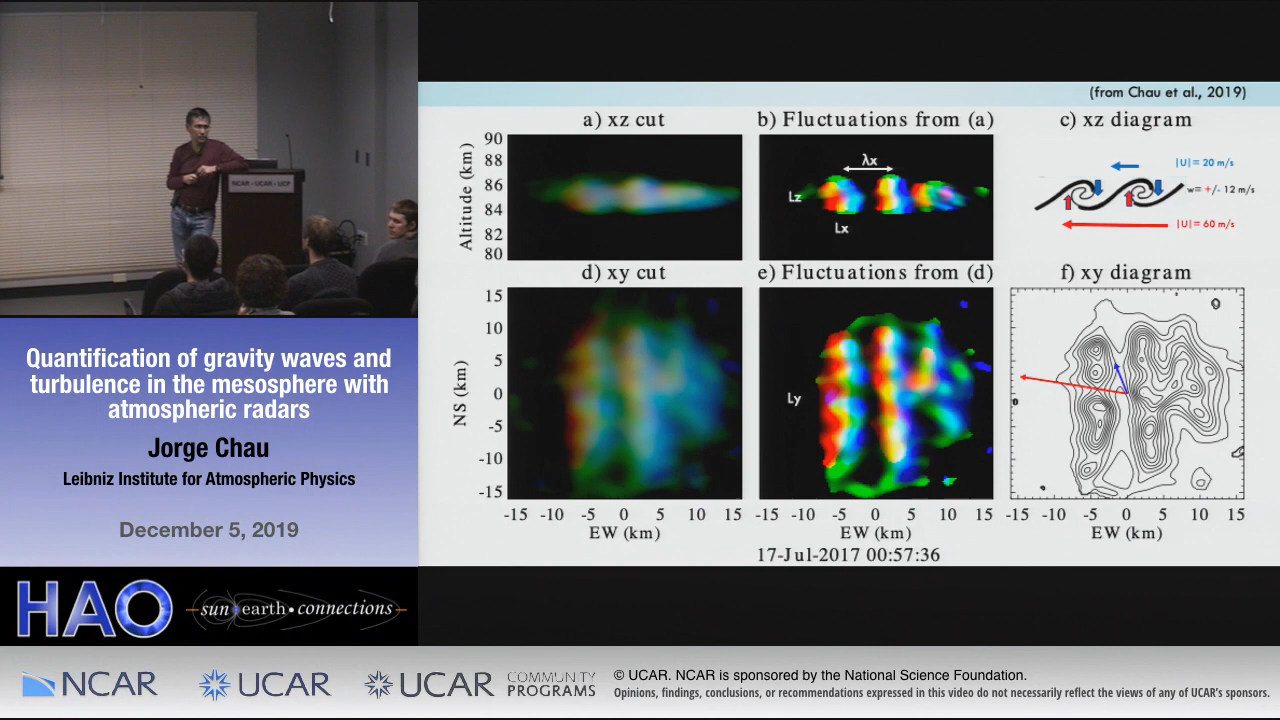 NCAR • UCAR • UCP
Quantification of gravity waves and
turbulence in the mesosphere with
atmospheric radars
Jorge Chau
Leibniz Institute for Atmospheric Physics
December 5, 2019
HAO
sun earth • connections
(from Chau et al., 2019)
a) xz cut
b) Fluctuations from (a)
c) xz diagram
Altitude (km)
90
88
86
84
82
80
λx
Lz
Lx
|U|= 20 m/s
w= +/- 12 m/s
|U|= 60 m/s
d) xy cut
e) Fluctuations from (d)
f) xy diagram
NS (km)
15
10
5
0
-5
-10
-15
Ly
-15 -10 -5 0 5 10 15
-15 -10 -5 0 5 10 15
-15 -10 -5 0 5 10 15
EW (km)
EW (km)
EW (km)
17-Jul-2017 00:57:36
NCAR
UCAR
UCAR
COMMUNITY
PROGRAMS
© UCAR. NCAR is sponsored by the National Science Foundation.
Opinions, findings, conclusions, or recommendations expressed in this video do not necessarily reflect the views of any of UCAR's sponsors.